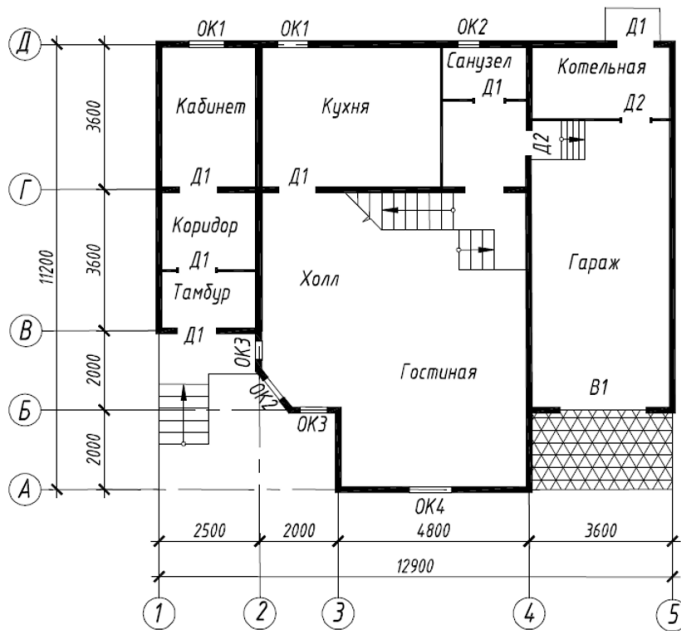 ОК1
ОК1
ОК2
Д1
Д
Санузел
Котельная
Кабинет
Кухня
Д1
Д2
3600
Д2
Д1
Д1
Г
Коридор
11200
3600
Д1
Холл
Гараж
Тамбур
В
Д1
ОК3
2000
Гостиная
ОК2
В1
Б
ОК3
2000
А
ОК4
2500
2000
4800
3600
12900
1
2
3
4
5